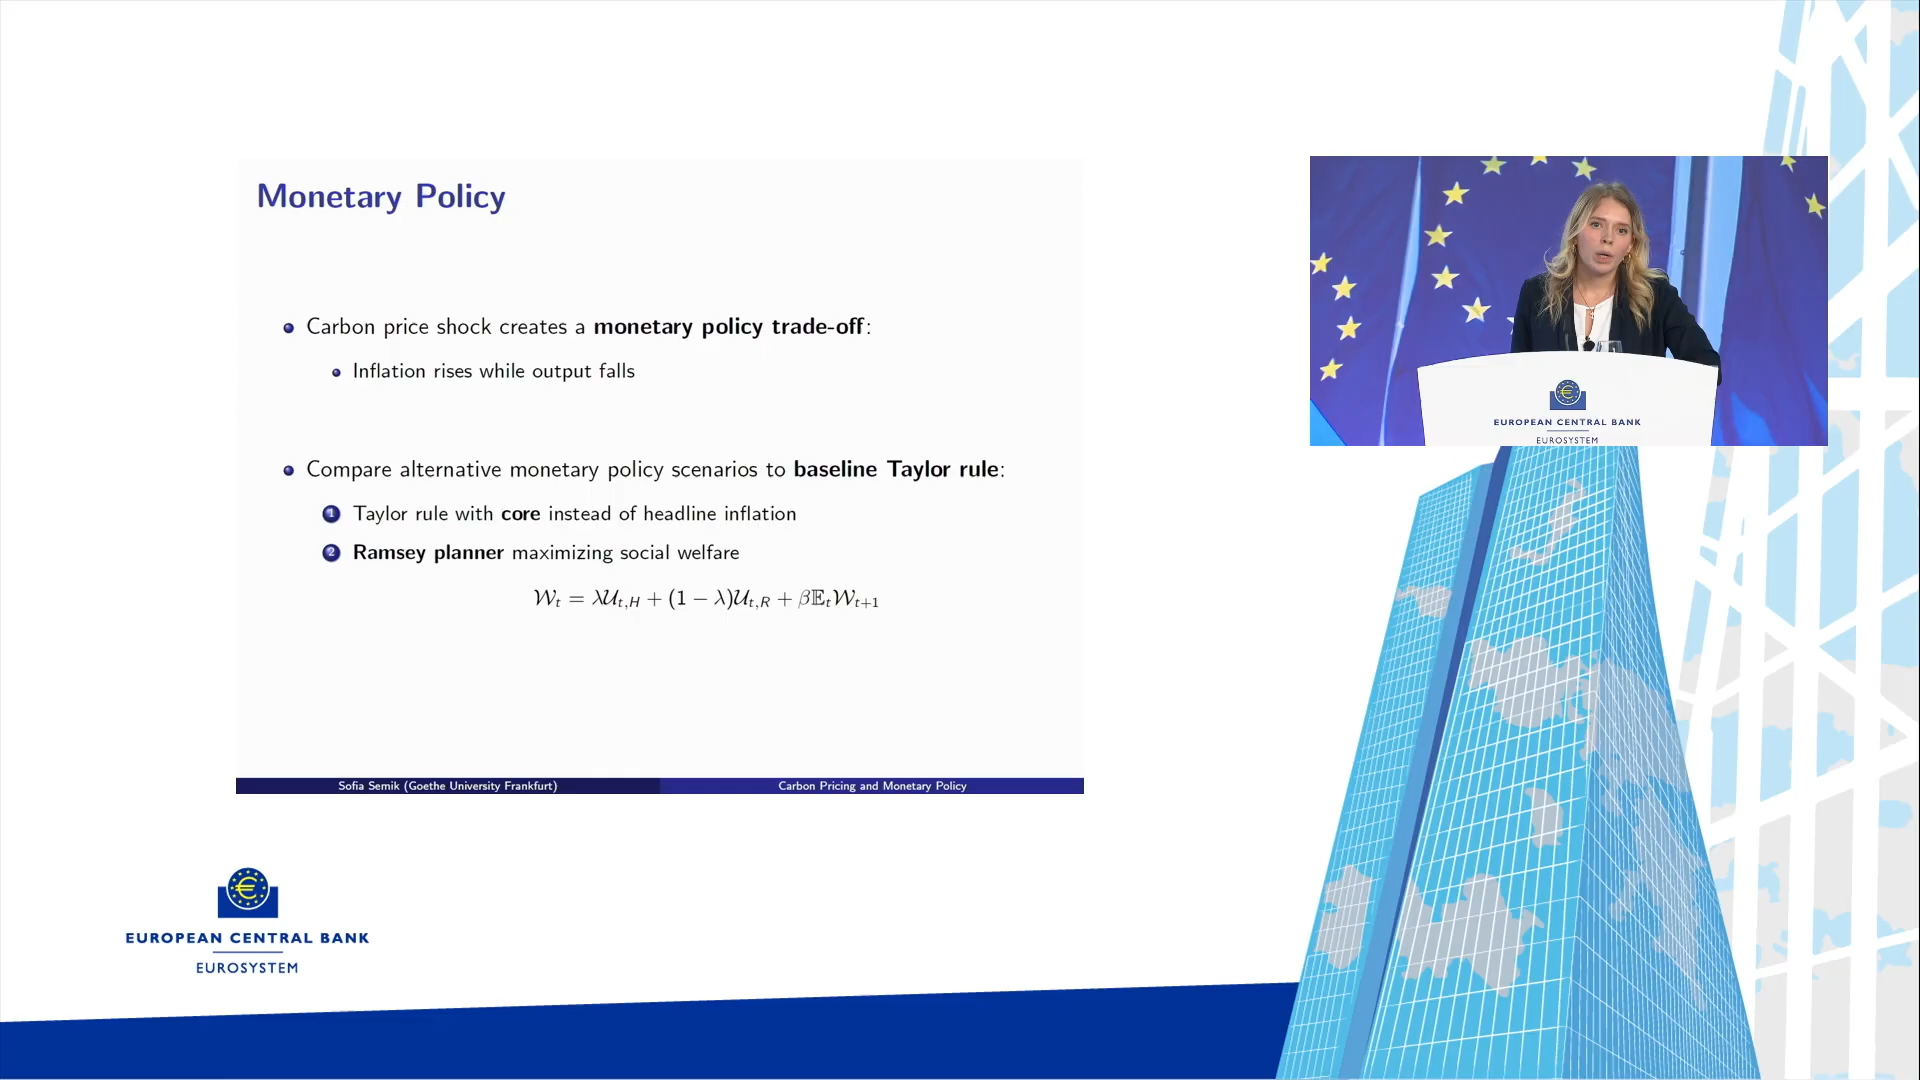 Monetary Policy
Carbon price shock creates a monetary policy trade-off:
Inflation rises while output falls
Compare alternative monetary policy scenarios to baseline Taylor rule:
1 Taylor rule with core instead of headline inflation
2 Ramsey planner maximizing social welfare
𝒲ₜ = λ𝒰ₜ,H + (1 − λ)𝒰ₜ,R + β𝔼ₜ𝒲ₜ₊₁
Sofia Semik (Goethe University Frankfurt)
Carbon Pricing and Monetary Policy
EUROPEAN CENTRAL BANK
EUROSYSTEM
EUROPEAN CENTRAL BANK
EUROSYSTEM